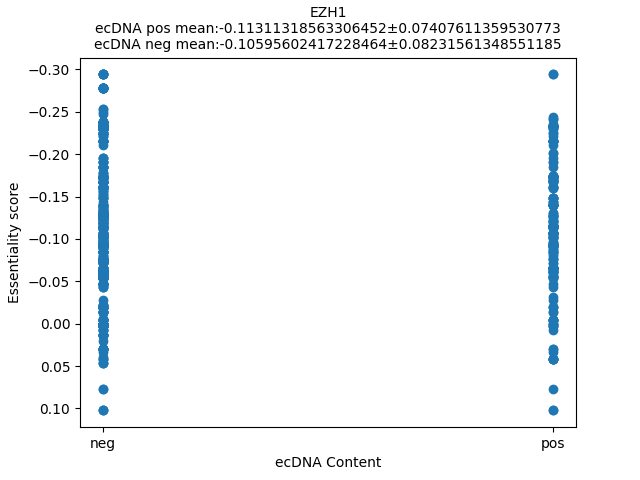 EZH1
ecDNA pos mean:-0.11311318563306452±0.07407611359530773
ecDNA neg mean:-0.10595602417228464±0.08231561348551185
−0.30
−0.25
−0.20
−0.15
−0.10
−0.05
0.00
0.05
0.10
Essentiality score
neg
pos
ecDNA Content